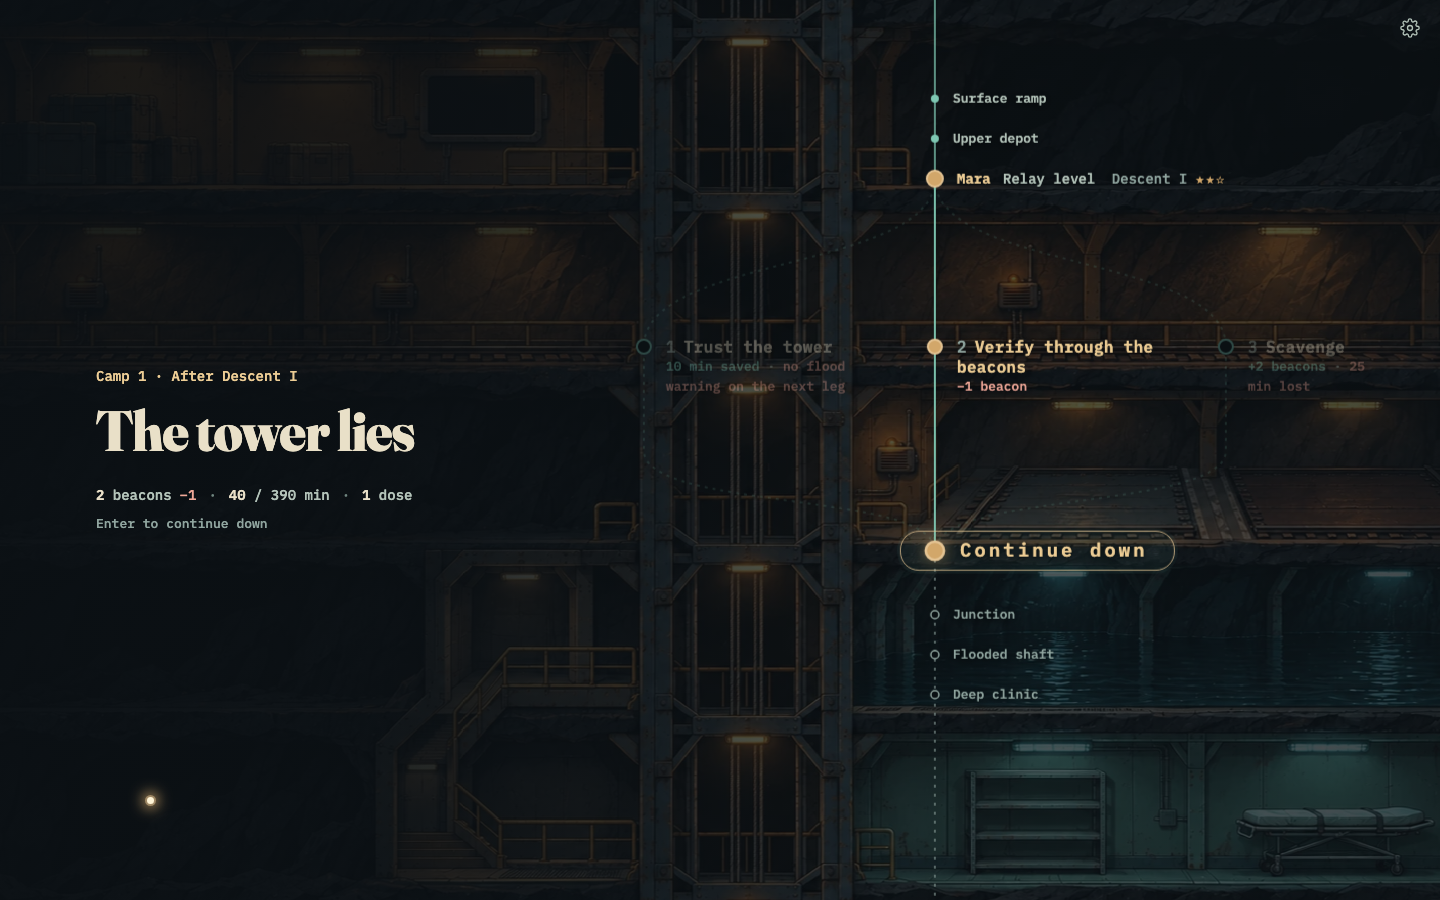 Surface ramp
Upper depot
Mara Relay level Descent I ★★☆
1 Trust the tower
10 min saved · no flood
warning on the next leg
2 Verify through the
beacons
−1 beacon
3 Scavenge
+2 beacons · 25
min lost
Camp 1 · After Descent I
The tower lies
2 beacons −1 · 40 / 390 min · 1 dose
Enter to continue down
Continue down
Junction
Flooded shaft
Deep clinic